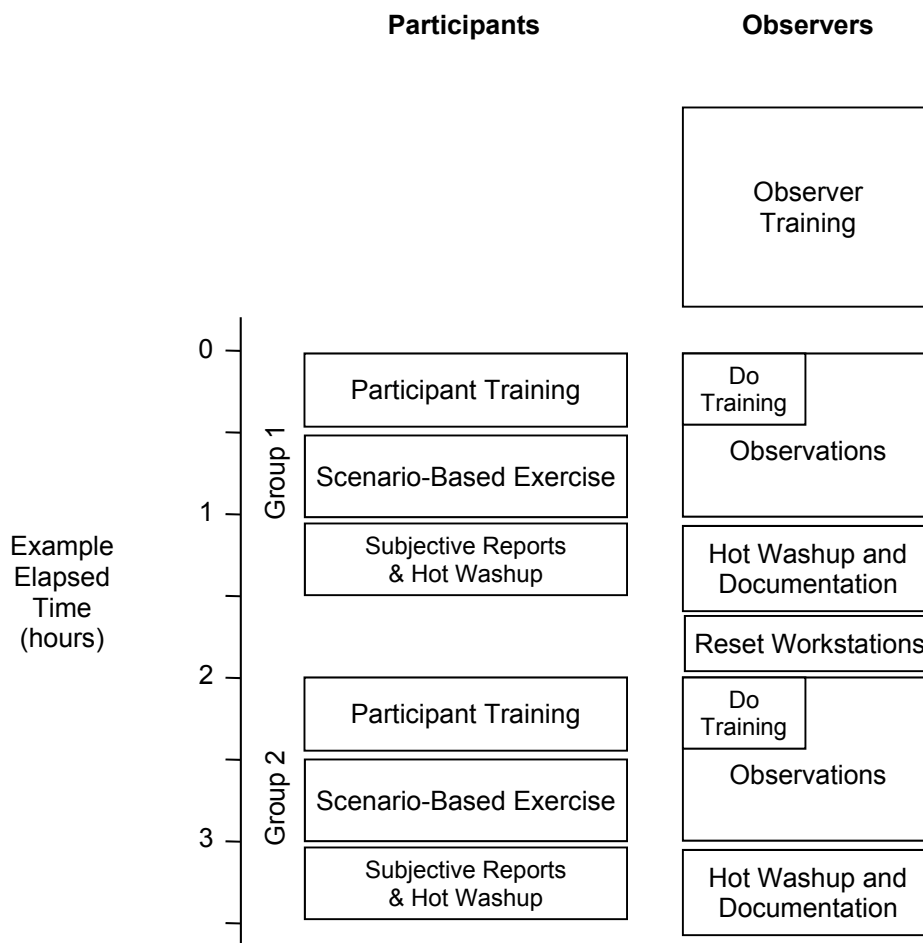 Participants
Observers
Observer
Training
0
1
2
3
Example
Elapsed
Time
(hours)
Group 1
Participant Training
Scenario-Based Exercise
Subjective Reports
& Hot Washup
Do
Training
Observations
Hot Washup and
Documentation
Reset Workstations
Group 2
Participant Training
Scenario-Based Exercise
Subjective Reports
& Hot Washup
Do
Training
Observations
Hot Washup and
Documentation